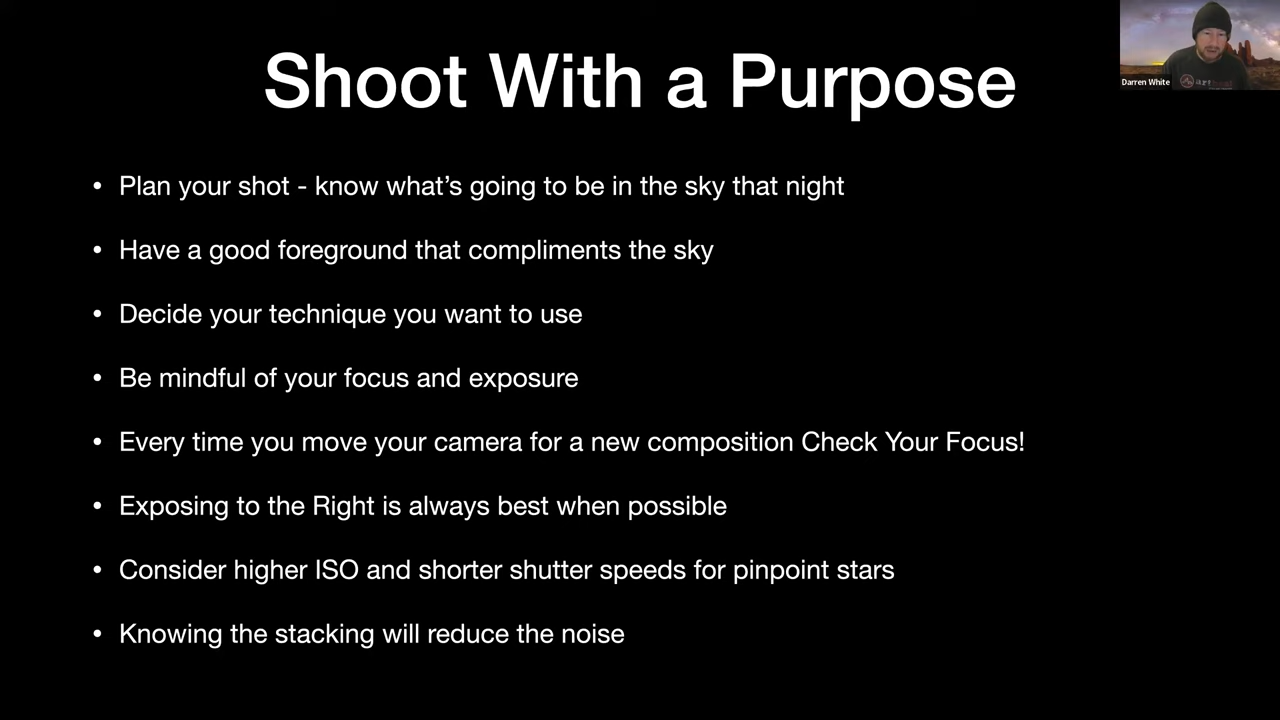 Shoot With a Purpose
Darren White
• Plan your shot - know what's going to be in the sky that night
• Have a good foreground that compliments the sky
• Decide your technique you want to use
• Be mindful of your focus and exposure
• Every time you move your camera for a new composition Check Your Focus!
• Exposing to the Right is always best when possible
• Consider higher ISO and shorter shutter speeds for pinpoint stars
• Knowing the stacking will reduce the noise